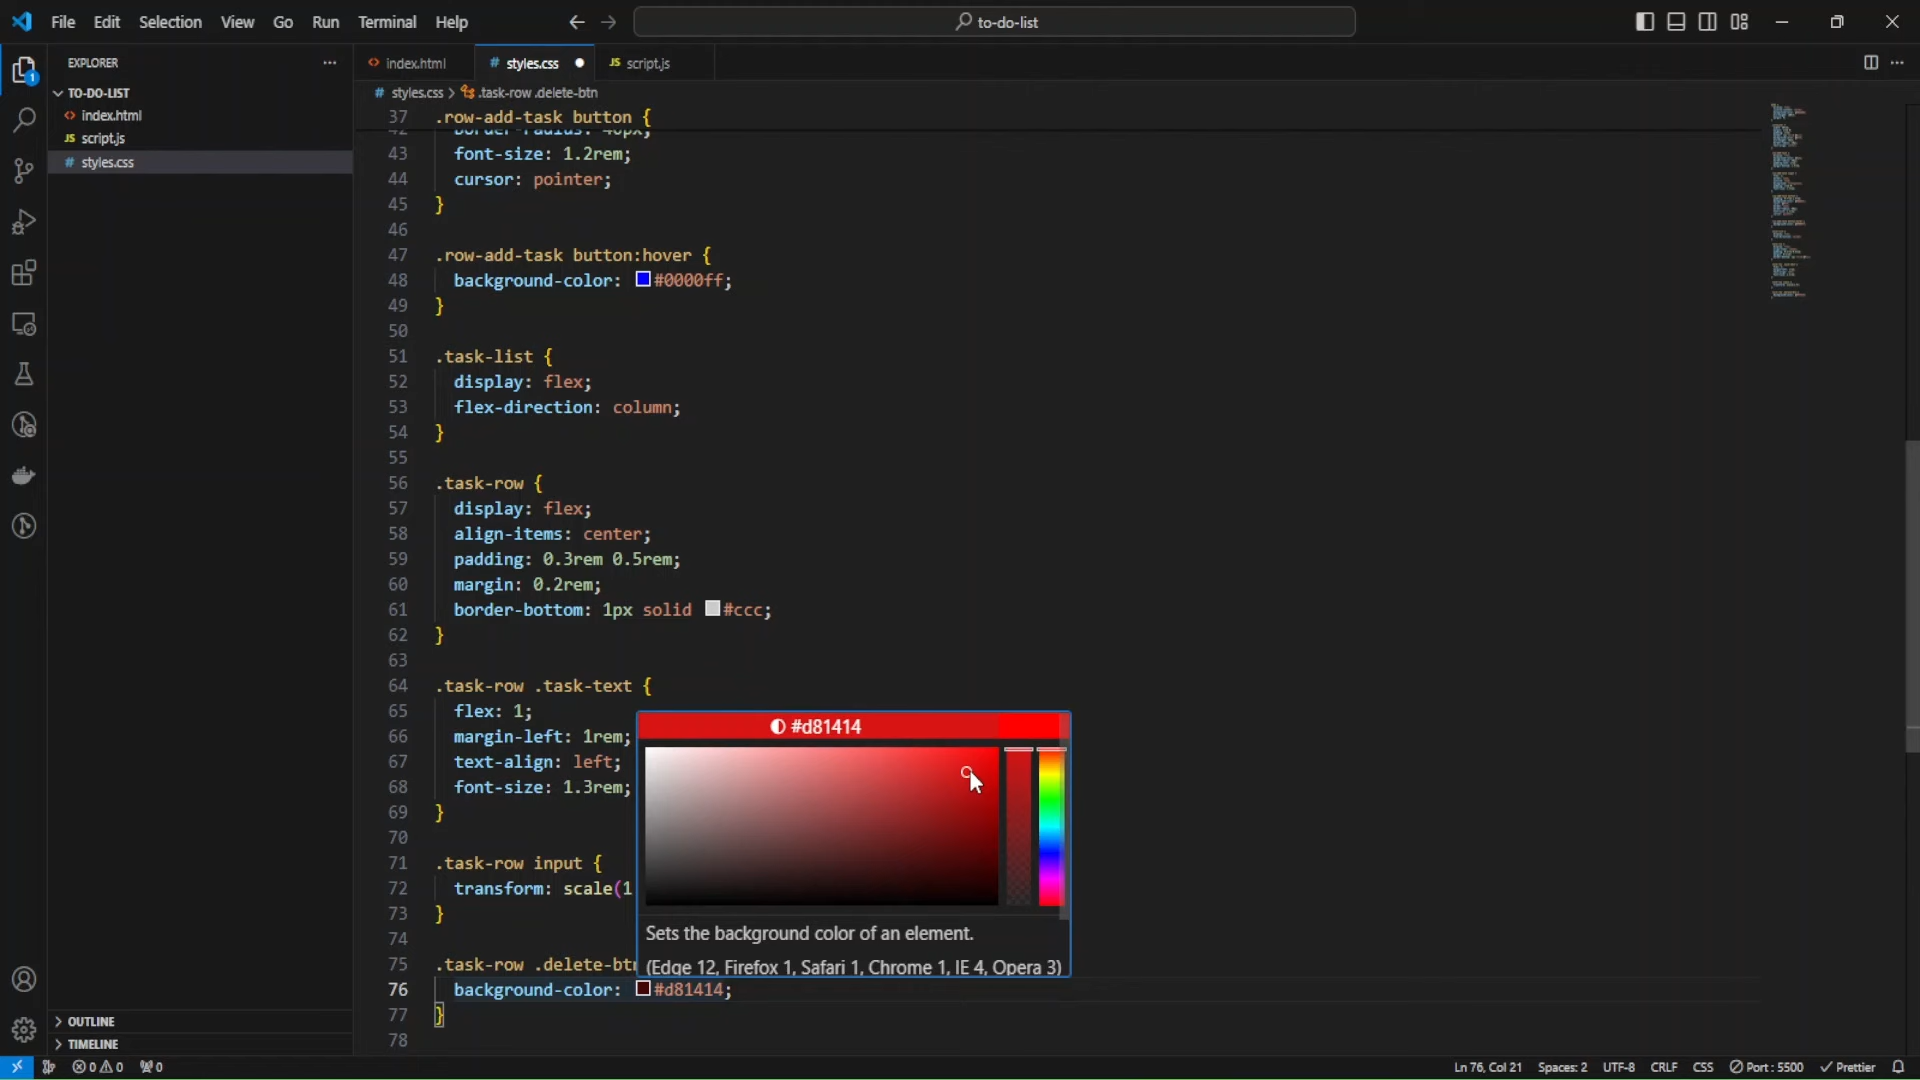 File Edit Selection View Go Run Terminal Help
to-do-list
EXPLORER
TO-DO-LIST
index.html
JS script.js
# styles.css
OUTLINE
TIMELINE
index.html # styles.css JS script.js
# styles.css > .task-row .delete-btn
37 .row-add-task button {
43 font-size: 1.2rem;
44 cursor: pointer;
45 }
46
47 .row-add-task button:hover {
48 background-color: #0000ff;
49 }
50
51 .task-list {
52 display: flex;
53 flex-direction: column;
54 }
55
56 .task-row {
57 display: flex;
58 align-items: center;
59 padding: 0.3rem 0.5rem;
60 margin: 0.2rem;
61 border-bottom: 1px solid #ccc;
62 }
63
64 .task-row .task-text {
65 flex: 1;
66 margin-left: 1rem;
67 text-align: left;
68 font-size: 1.3rem;
69 }
70
71 .task-row input {
72 transform: scale(1
73 }
74
75 .task-row .delete-btn
76 background-color: #d81414;
77 }
78
#d81414
Sets the background color of an element.
(Edge 12, Firefox 1, Safari 1, Chrome 1, IE 4, Opera 3)
1
0 0 0
Ln 76, Col 21 Spaces: 2 UTF-8 CRLF CSS Port : 5500 Prettier